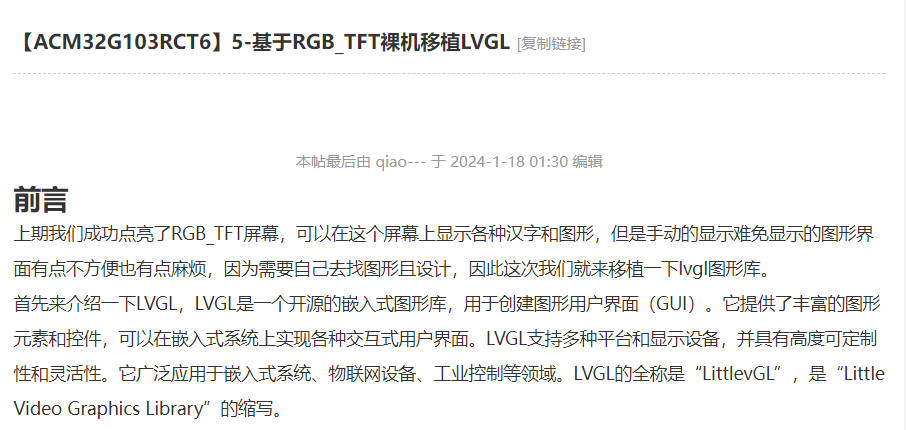 【ACM32G103RCT6】5-基于RGB_TFT裸机移植LVGL [复制链接]
本帖最后由 qiao--- 于 2024-1-18 01:30 编辑
前言
上期我们成功点亮了RGB_TFT屏幕，可以在这个屏幕上显示各种汉字和图形，但是手动的显示难免显示的图形界
面有点不方便也有点麻烦，因为需要自己去找图形且设计，因此这次我们就来移植一下lvgl图形库。
首先来介绍一下LVGL，LVGL是一个开源的嵌入式图形库，用于创建图形用户界面（GUI）。它提供了丰富的图形
元素和控件，可以在嵌入式系统上实现各种交互式用户界面。LVGL支持多种平台和显示设备，并具有高度可定制
性和灵活性。它广泛应用于嵌入式系统、物联网设备、工业控制等领域。LVGL的全称是“LittlevGL”，是“Little
Video Graphics Library”的缩写。